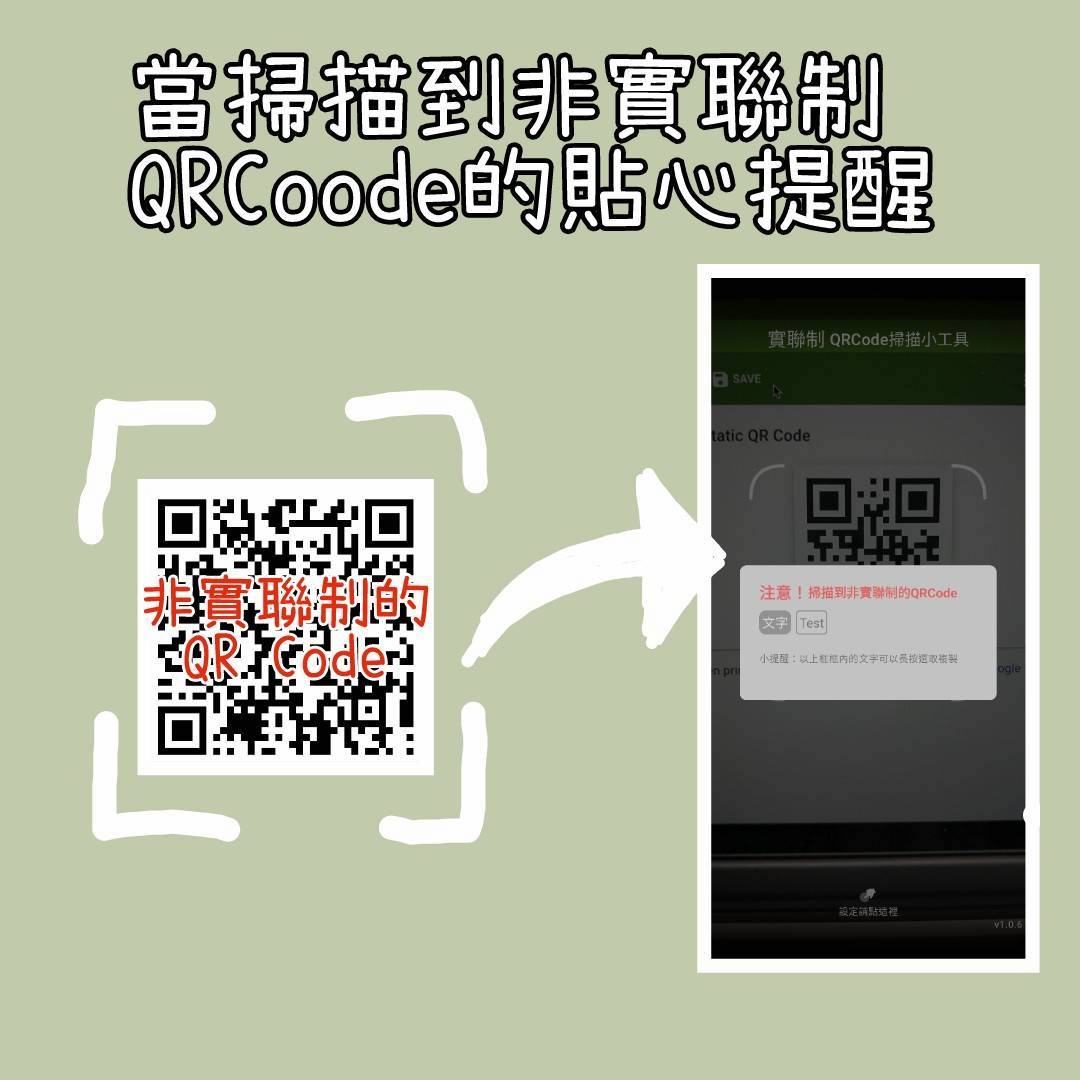 當掃描到非實聯制
QRCoode的貼心提醒
非實聯制的
QR Code
實聯制 QRCode掃描小工具
SAVE
tatic QR Code
注意！掃描到非實聯制的QRCode
文字 Test
小提醒：以上框框內的文字可以長按選取複製
n pri
ogle
設定請點這裡
v1.0.6